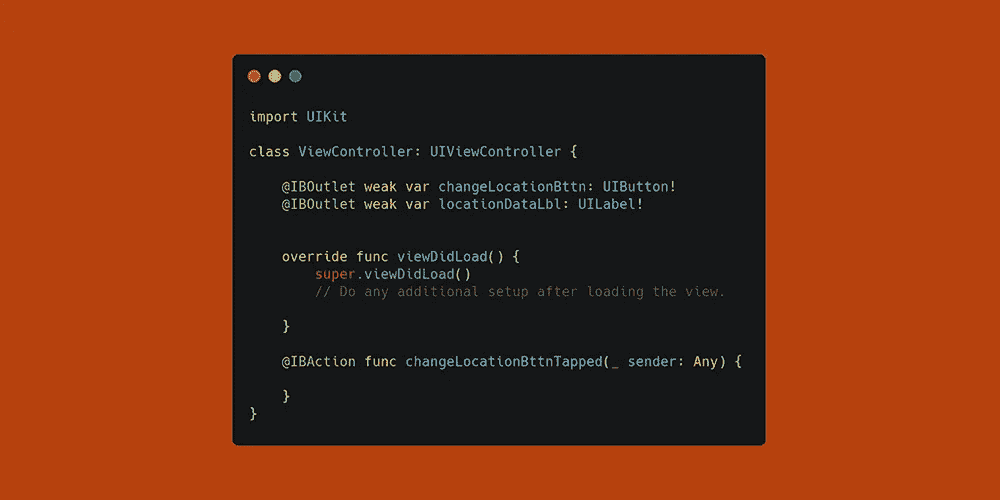 import UIKit
class ViewController: UIViewController {
@IBOutlet weak var changeLocationBttn: UIButton!
@IBOutlet weak var locationDataLbl: UILabel!
override func viewDidLoad() {
super.viewDidLoad()
// Do any additional setup after loading the view.
}
@IBAction func changeLocationBttnTapped(_ sender: Any) {
}
}